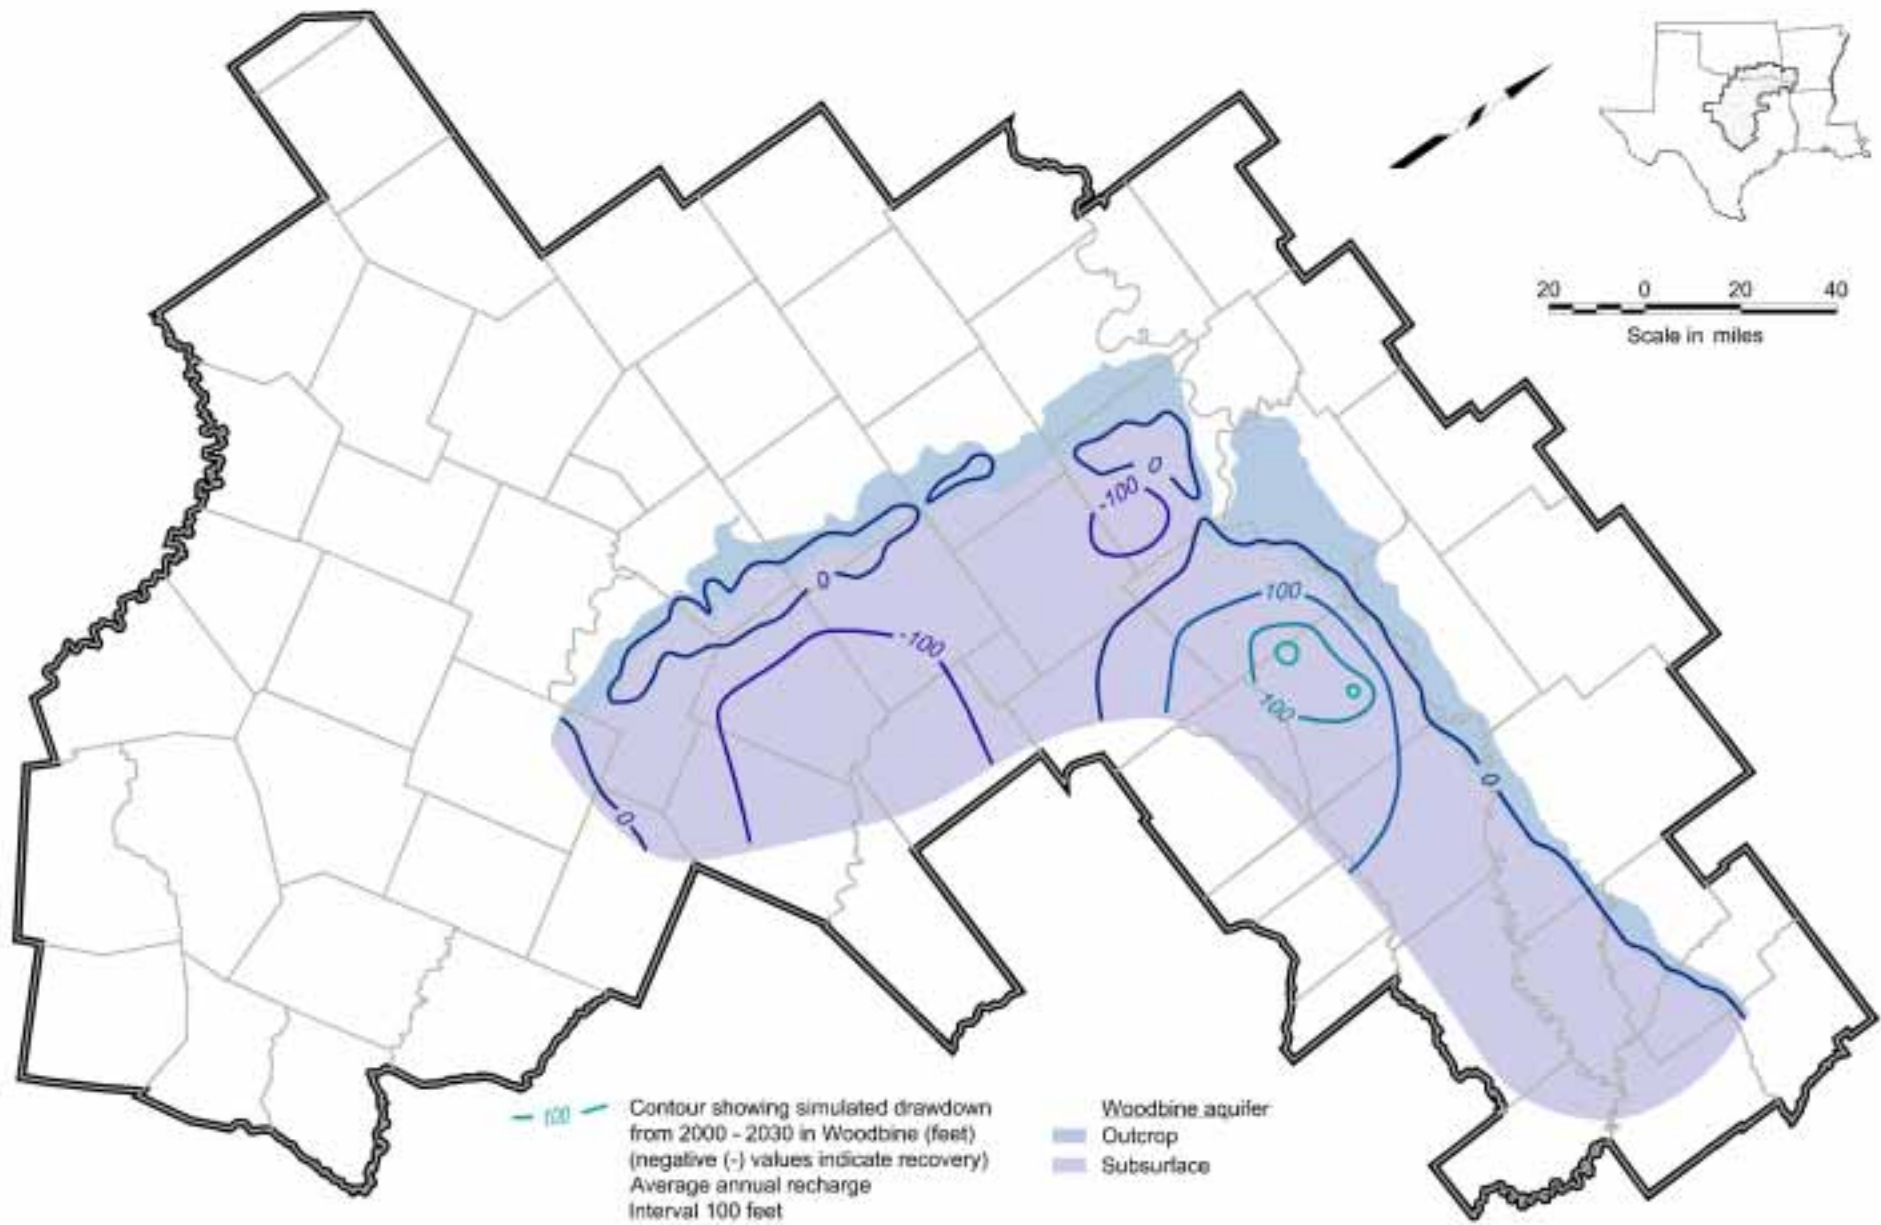 20 0 20 40
Scale in miles
0
-100
0
100
-100
100
0
0
100
Contour showing simulated drawdown
from 2000 - 2030 in Woodbine (feet)
(negative (-) values indicate recovery)
Average annual recharge
Interval 100 feet
Woodbine aquifer
Outcrop
Subsurface